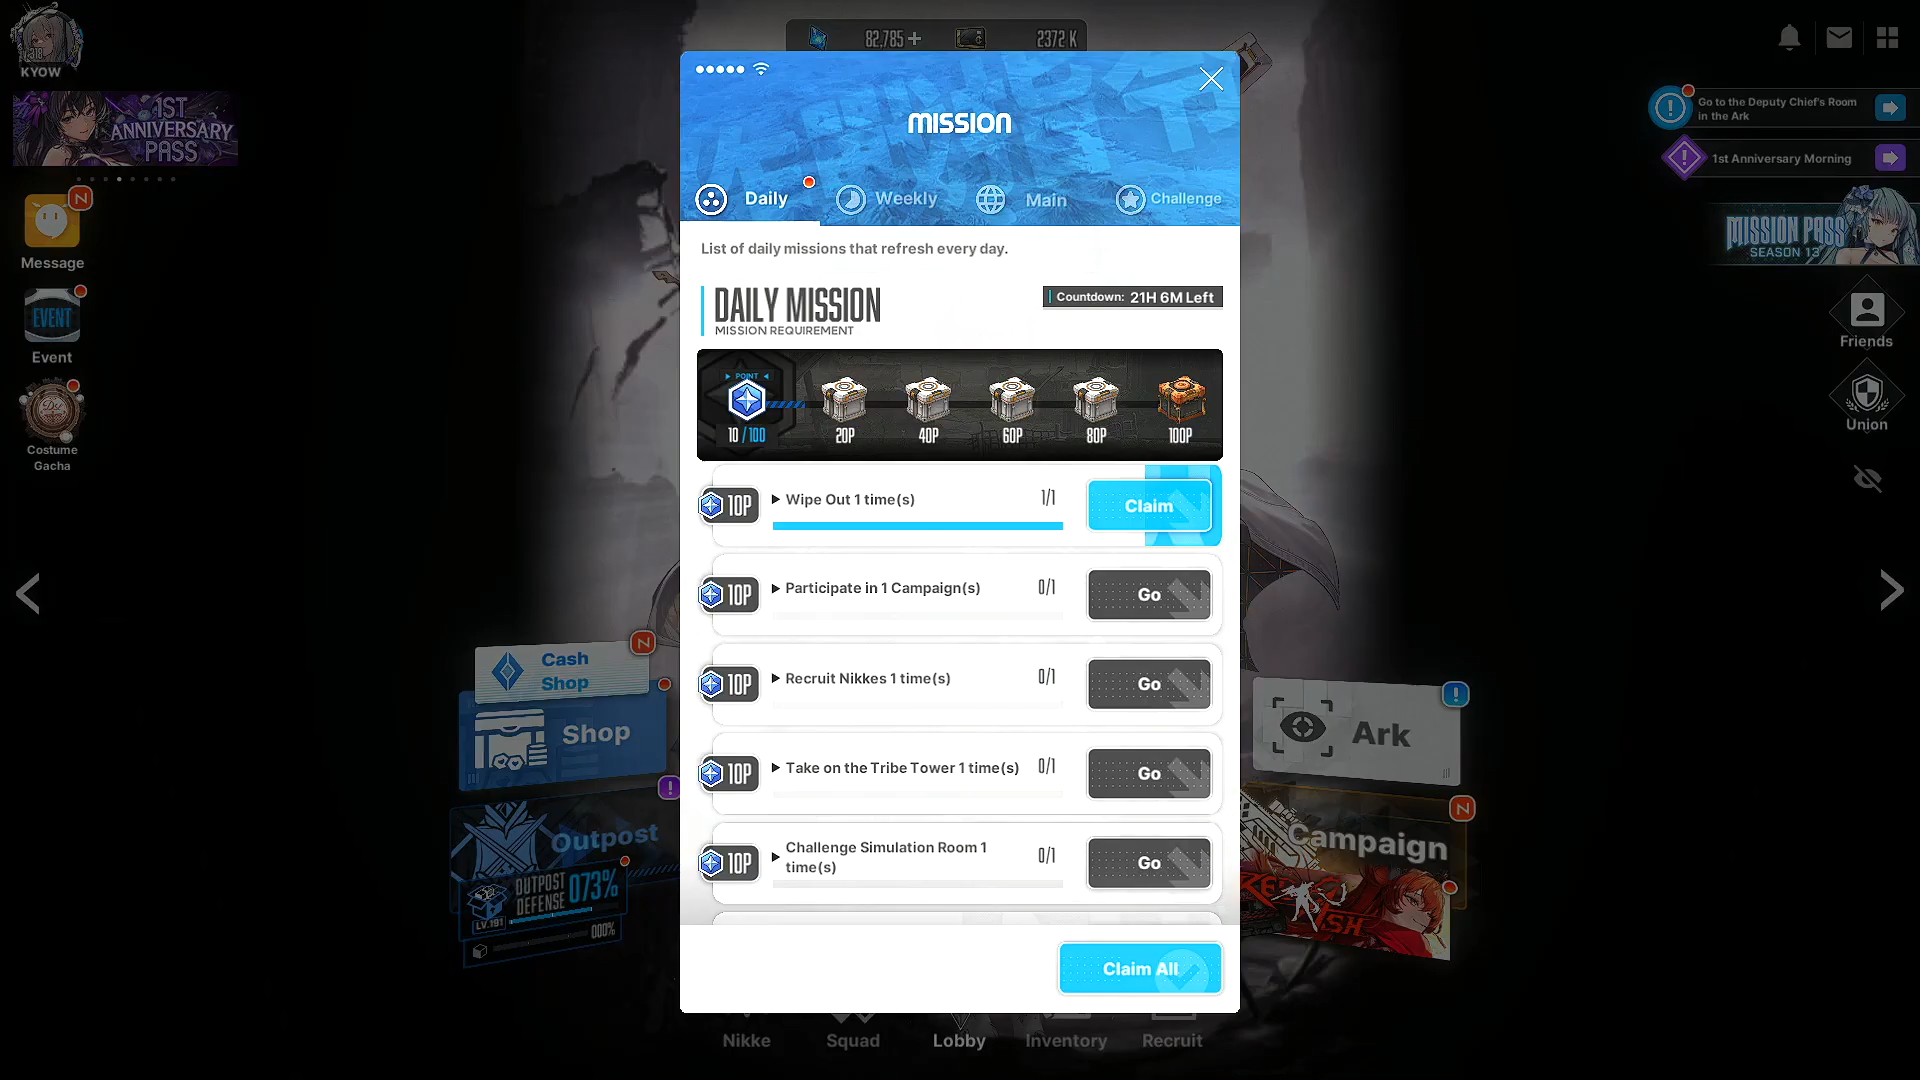 82,785
2372 K
KYOW
1ST
ANNIVERSARY
PASS
N
Message
EVENT
Event
Costume
Gacha
MISSION
Daily
Weekly
Main
Challenge
List of daily missions that refresh every day.
DAILY MISSION
MISSION REQUIREMENT
Countdown: 21H 6M Left
POINT
10 / 100
20P
40P
60P
80P
100P
10P
Wipe Out 1 time(s)
1/1
Claim
10P
Participate in 1 Campaign(s)
0/1
Go
10P
Recruit Nikkes 1 time(s)
0/1
Go
10P
Take on the Tribe Tower 1 time(s)
0/1
Go
10P
Challenge Simulation Room 1
time(s)
0/1
Go
Claim All
Go to the Deputy Chief's Room
in the Ark
1st Anniversary Morning
MISSION PASS
SEASON 13
Friends
Union
N
Cash
Shop
Shop
Outpost
OUTPOST
DEFENSE 073%
LV.191
000%
Ark
N
Campaign
Nikke
Squad
Lobby
Inventory
Recruit